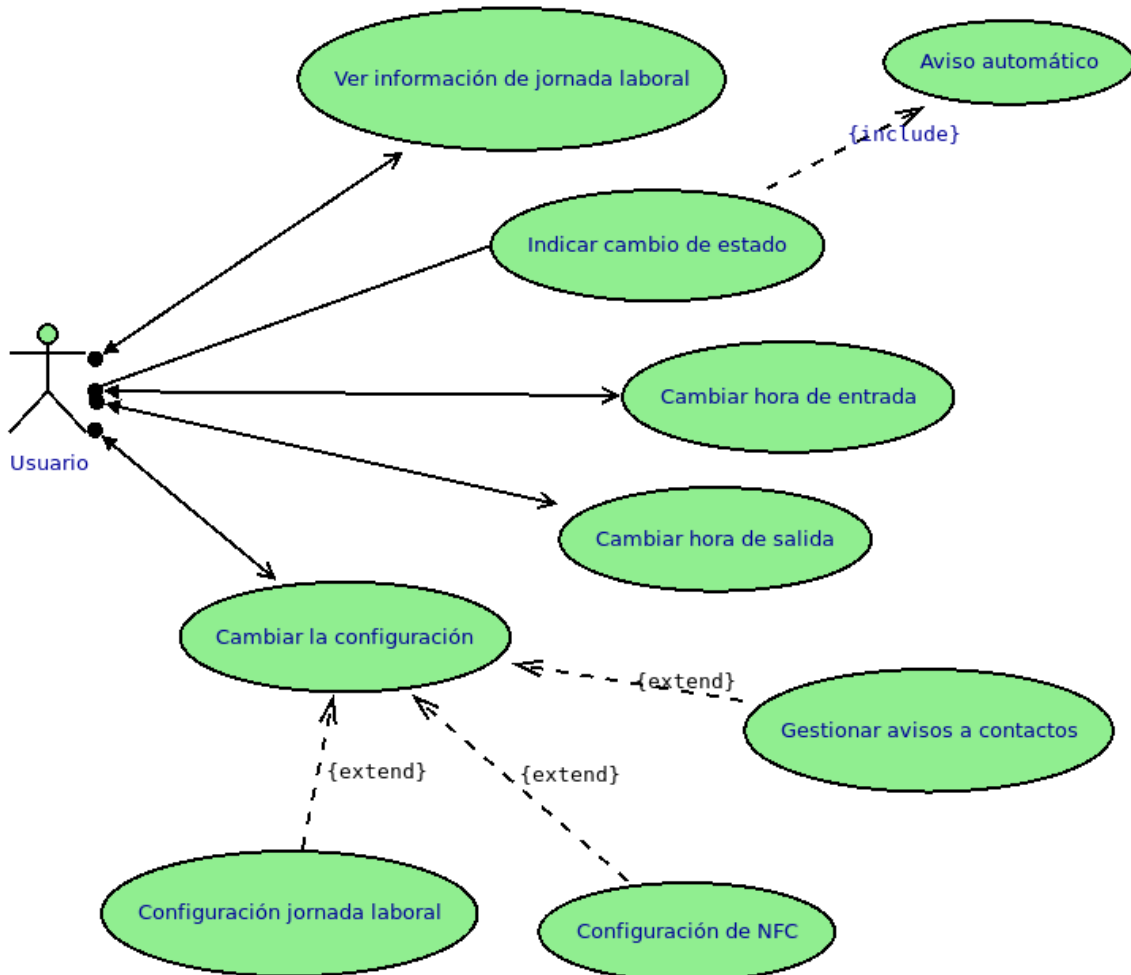 Ver información de jornada laboral
Aviso automático
{include}
Indicar cambio de estado
Cambiar hora de entrada
Usuario
Cambiar hora de salida
Cambiar la configuración
{extend}
Gestionar avisos a contactos
{extend}
{extend}
Configuración jornada laboral
Configuración de NFC